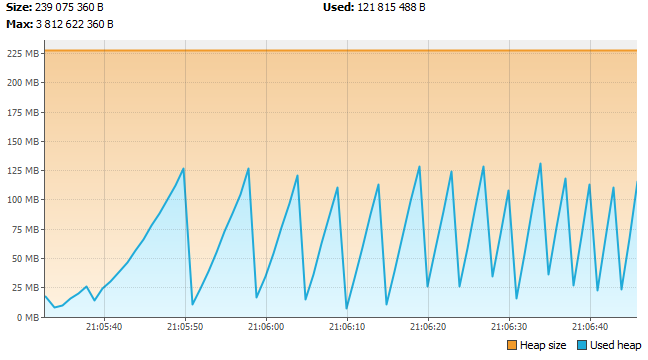 Size: 239 075 360 B Used: 121 815 488 B
Max: 3 812 622 360 B
225 MB
200 MB
175 MB
150 MB
125 MB
100 MB
75 MB
50 MB
25 MB
0 MB
21:05:40 21:05:50 21:06:00 21:06:10 21:06:20 21:06:30 21:06:40
Heap size Used heap